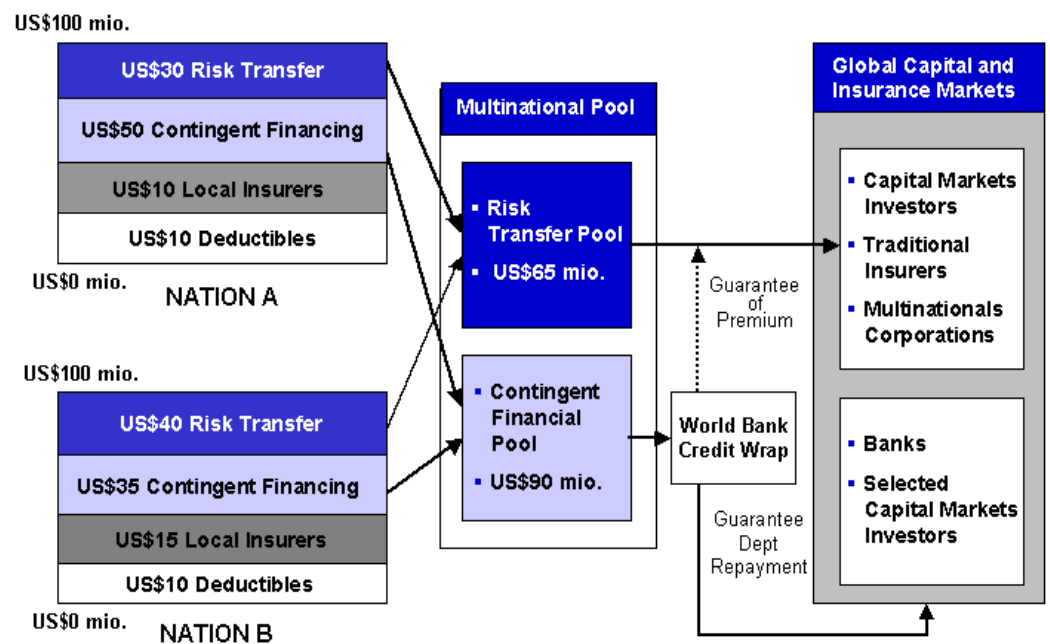 US$100 mio.
US$30 Risk Transfer
US$50 Contingent Financing
US$10 Local Insurers
US$10 Deductibles
US$0 mio.
NATION A
US$100 mio.
US$40 Risk Transfer
US$35 Contingent Financing
US$15 Local Insurers
US$10 Deductibles
US$0 mio.
NATION B
Multinational Pool
▪ Risk
Transfer Pool
▪ US$65 mio.
▪ Contingent
Financial
Pool
▪ US$90 mio.
Guarantee
of
Premium
World Bank
Credit Wrap
Guarantee
Dept
Repayment
Global Capital and
Insurance Markets
▪ Capital Markets
Investors
▪ Traditional
Insurers
▪ Multinationals
Corporations
▪ Banks
▪ Selected
Capital Markets
Investors